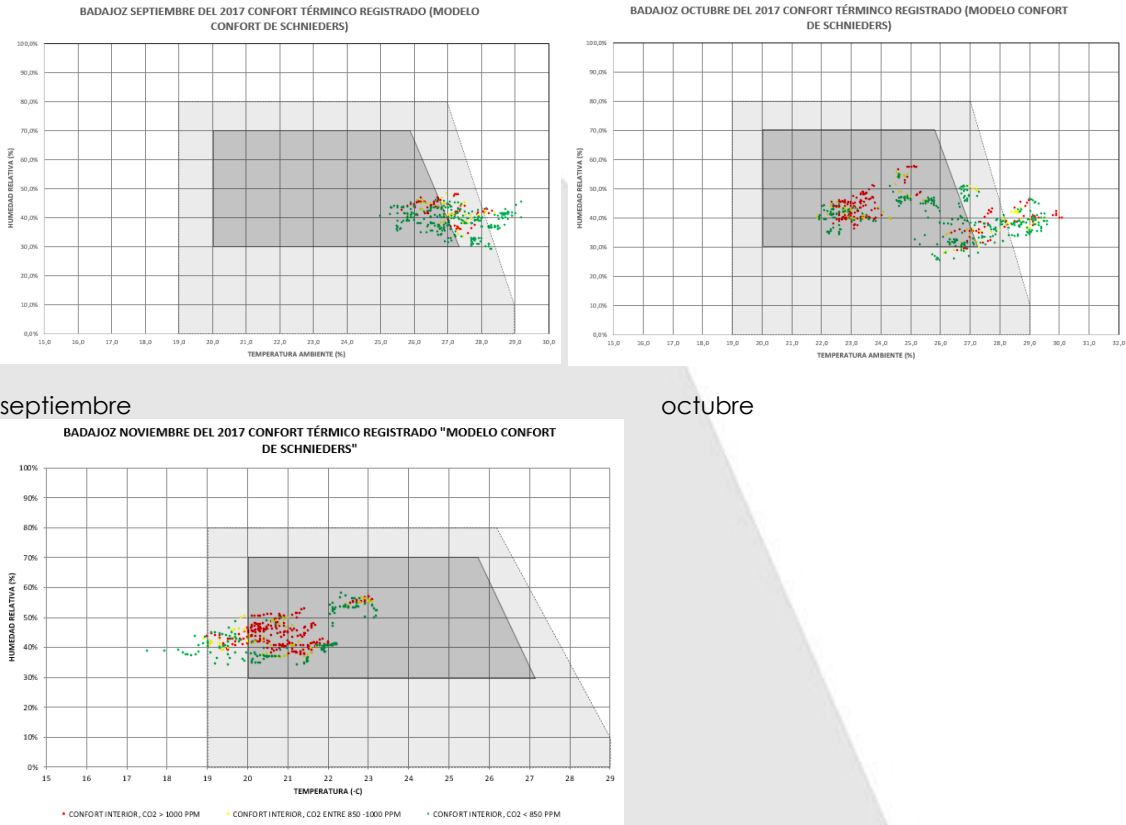 BADAJOZ SEPTIEMBRE DEL 2017 CONFORT TÉRMINCO REGISTRADO (MODELO
CONFORT DE SCHNIEDERS)
100,0%
90,0%
80,0%
70,0%
60,0%
50,0%
40,0%
30,0%
20,0%
10,0%
0,0%
HUMEDAD RELATIVA (%)
15,0 16,0 17,0 18,0 19,0 20,0 21,0 22,0 23,0 24,0 25,0 26,0 27,0 28,0 29,0 30,0
TEMPERATURA AMBIENTE (%)
BADAJOZ OCTUBRE DEL 2017 CONFORT TÉRMINCO REGISTRADO (MODELO CONFORT
DE SCHNIEDERS)
100,0%
90,0%
80,0%
70,0%
60,0%
50,0%
40,0%
30,0%
20,0%
10,0%
0,0%
HUMEDAD RELATIVA (%)
15,0 16,0 17,0 18,0 19,0 20,0 21,0 22,0 23,0 24,0 25,0 26,0 27,0 28,0 29,0 30,0 31,0 32,0
TEMPERATURA AMBIENTE (%)
septiembre
octubre
BADAJOZ NOVIEMBRE DEL 2017 CONFORT TÉRMICO REGISTRADO "MODELO CONFORT
DE SCHNIEDERS"
100%
90%
80%
70%
60%
50%
40%
30%
20%
10%
0%
HUMEDAD RELATIVA (%)
15 16 17 18 19 20 21 22 23 24 25 26 27 28 29
TEMPERATURA (-C)
CONFORT INTERIOR, CO2 > 1000 PPM CONFORT INTERIOR, CO2 ENTRE 850 -1000 PPM CONFORT INTERIOR, CO2 < 850 PPM